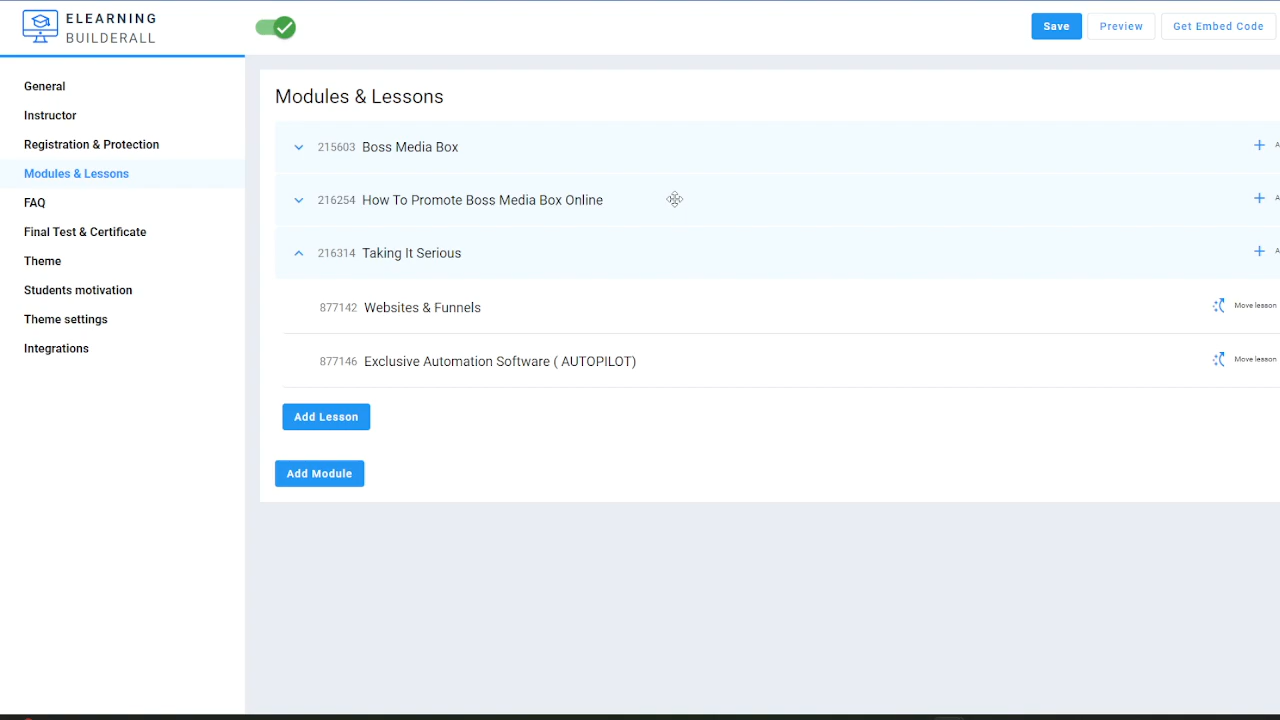 ELEARNING
BUILDERALL
Save
Preview
Get Embed Code
General
Instructor
Registration & Protection
Modules & Lessons
FAQ
Final Test & Certificate
Theme
Students motivation
Theme settings
Integrations
Modules & Lessons
215603 Boss Media Box
A
216254 How To Promote Boss Media Box Online
A
216314 Taking It Serious
A
877142 Websites & Funnels
Move lesson
877146 Exclusive Automation Software ( AUTOPILOT)
Move lesson
Add Lesson
Add Module